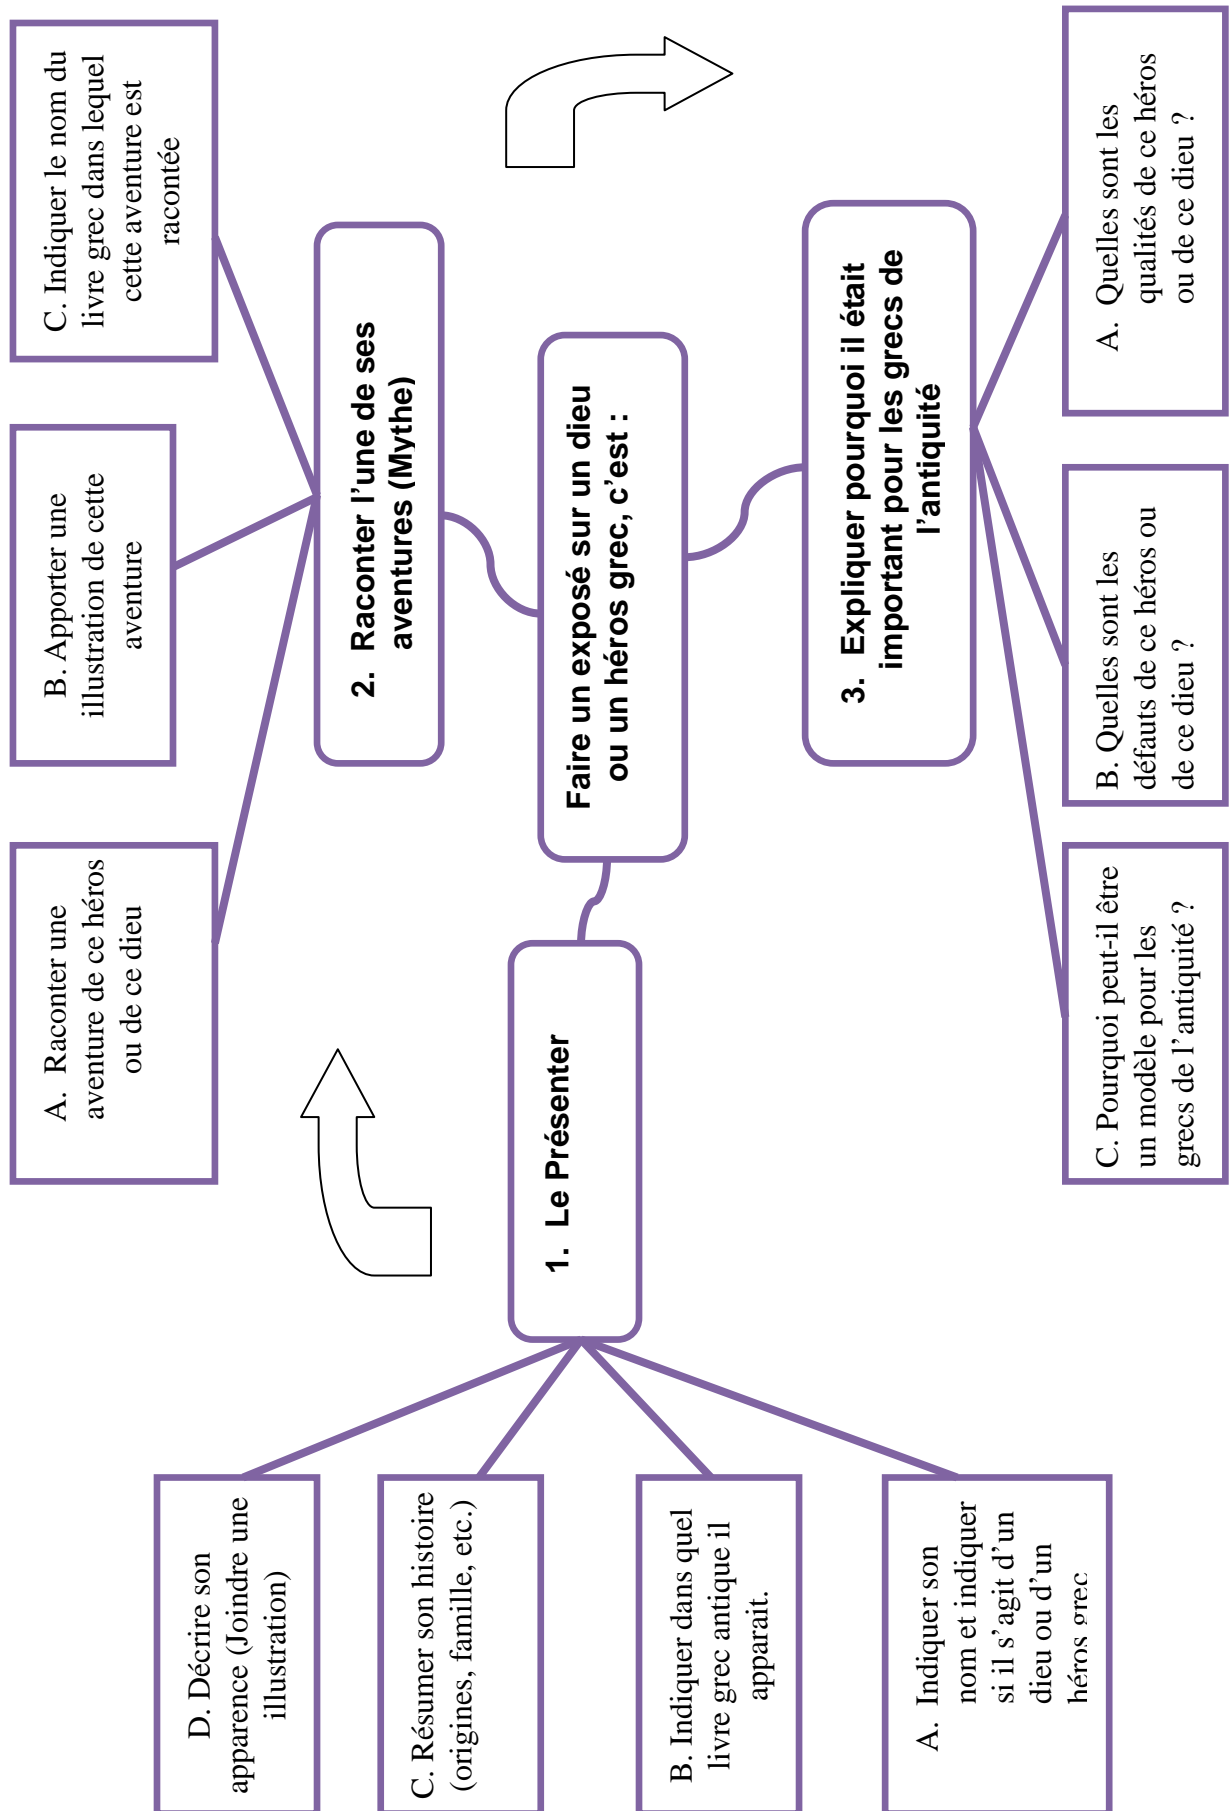 Faire un exposé sur un dieu
ou un héros grec, c'est :
1. Le Présenter
A. Indiquer son
nom et indiquer
si il s'agit d'un
dieu ou d'un
héros grec
B. Indiquer dans quel
livre grec antique il
apparait.
C. Résumer son histoire
(origines, famille, etc.)
D. Décrire son
apparence (Joindre une
illustration)
2. Raconter l'une de ses
aventures (Mythe)
A. Raconter une
aventure de ce héros
ou de ce dieu
B. Apporter une
illustration de cette
aventure
C. Indiquer le nom du
livre grec dans lequel
cette aventure est
racontée
3. Expliquer pourquoi il était
important pour les grecs de
l'antiquité
A. Quelles sont les
qualités de ce héros
ou de ce dieu ?
B. Quelles sont les
défauts de ce héros ou
de ce dieu ?
C. Pourquoi peut-il être
un modèle pour les
grecs de l'antiquité ?